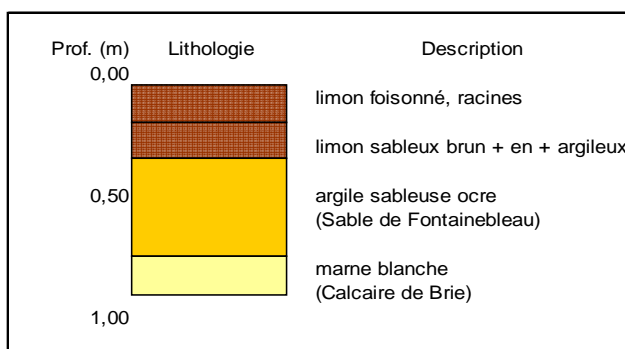 Prof. (m) Lithologie Description
0,00
limon foisonné, racines
limon sableux brun + en + argileux
0,50 argile sableuse ocre
(Sable de Fontainebleau)
marne blanche
(Calcaire de Brie)
1,00